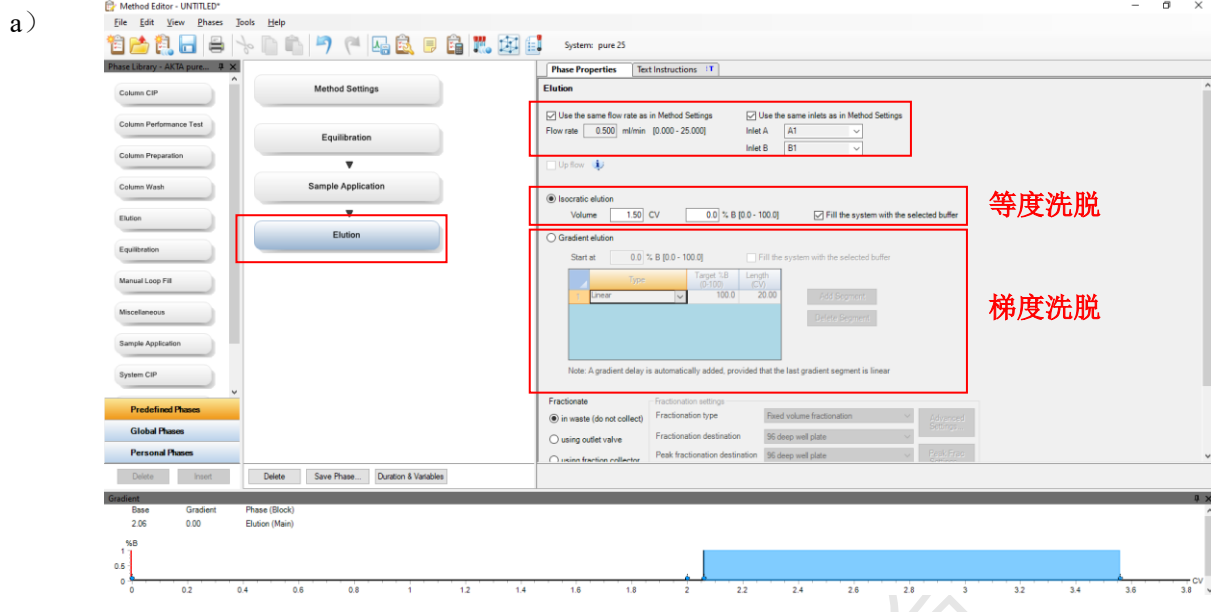 a）
Method Editor - UNTITLED*
File Edit View Phases Tools Help
System: pure 25
Phase Library - AKTA pure...
Column CIP
Column Performance Test
Column Preparation
Column Wash
Elution
Equilibration
Manual Loop Fill
Miscellaneous
Sample Application
System CIP
Predefined Phases
Global Phases
Personal Phases
Delete Insert
Method Settings
Equilibration
Sample Application
Elution
Delete Save Phase... Duration & Variables
Phase Properties Text Instructions
Elution
Use the same flow rate as in Method Settings Use the same inlets as in Method Settings
Flow rate 0.500 ml/min [0.000 - 25.000] Inlet A A1
Inlet B B1
Up flow
Isocratic elution
Volume 1.50 CV 0.0 % B [0.0 - 100.0] Fill the system with the selected buffer
等度洗脱
Gradient elution
Start at 0.0 % B [0.0 - 100.0] Fill the system with the selected buffer
Type Target %B (0-100) Length (CV)
1 Linear 100.0 20.00
Add Segment
Delete Segment
梯度洗脱
Note: A gradient delay is automatically added, provided that the last gradient segment is linear
Fractionate Fractionation settings
in waste (do not collect) Fractionation type Fixed volume fractionation Advanced Settings...
using outlet valve Fractionation destination 96 deep well plate
using fraction collector Peak fractionation destination 96 deep well plate Peak Frac
Gradient
Base Gradient Phase (Block)
2.06 0.00 Elution (Main)
%B
1
0.5
0
0 0.2 0.4 0.6 0.8 1 1.2 1.4 1.6 1.8 2 2.2 2.4 2.6 2.8 3 3.2 3.4 3.6 3.8 CV